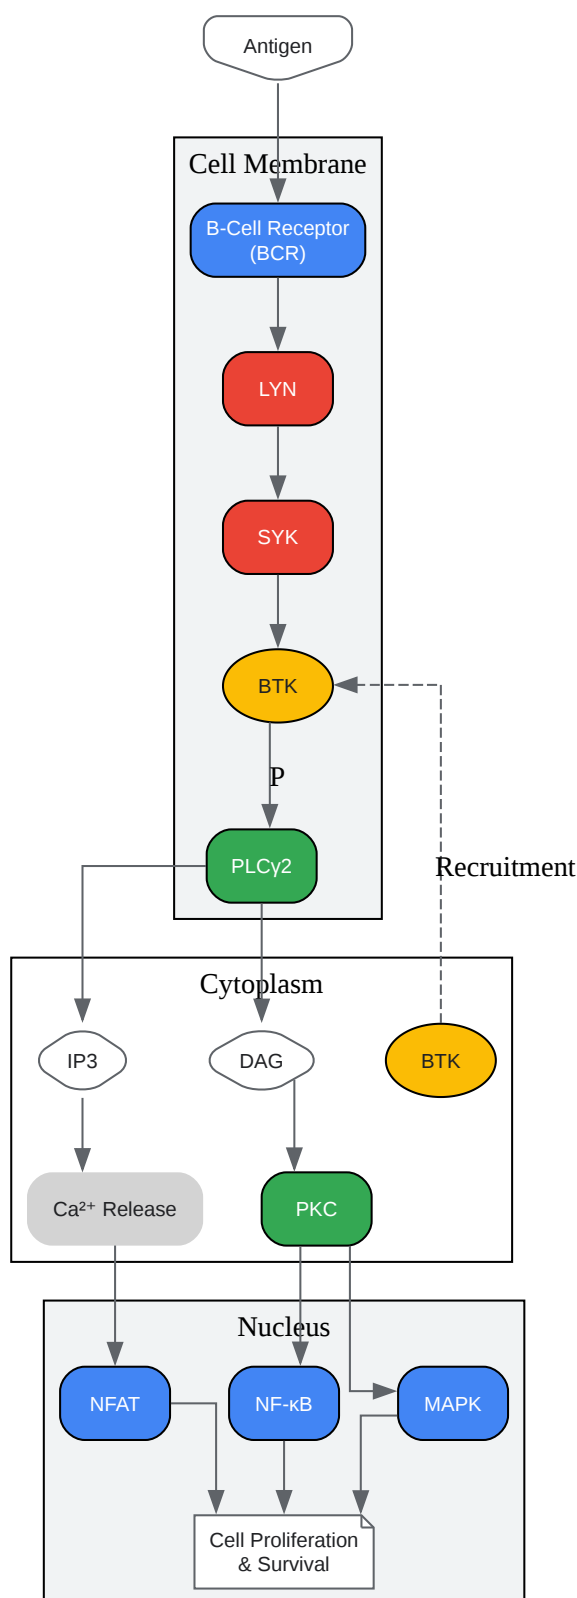 Antigen
Cell Membrane
B-Cell Receptor
(BCR)
LYN
SYK
BTK
P
PLCγ2
Recruitment
Cytoplasm
IP3
DAG
BTK
Ca²⁺ Release
PKC
Nucleus
NFAT
NF-κB
MAPK
Cell Proliferation
& Survival